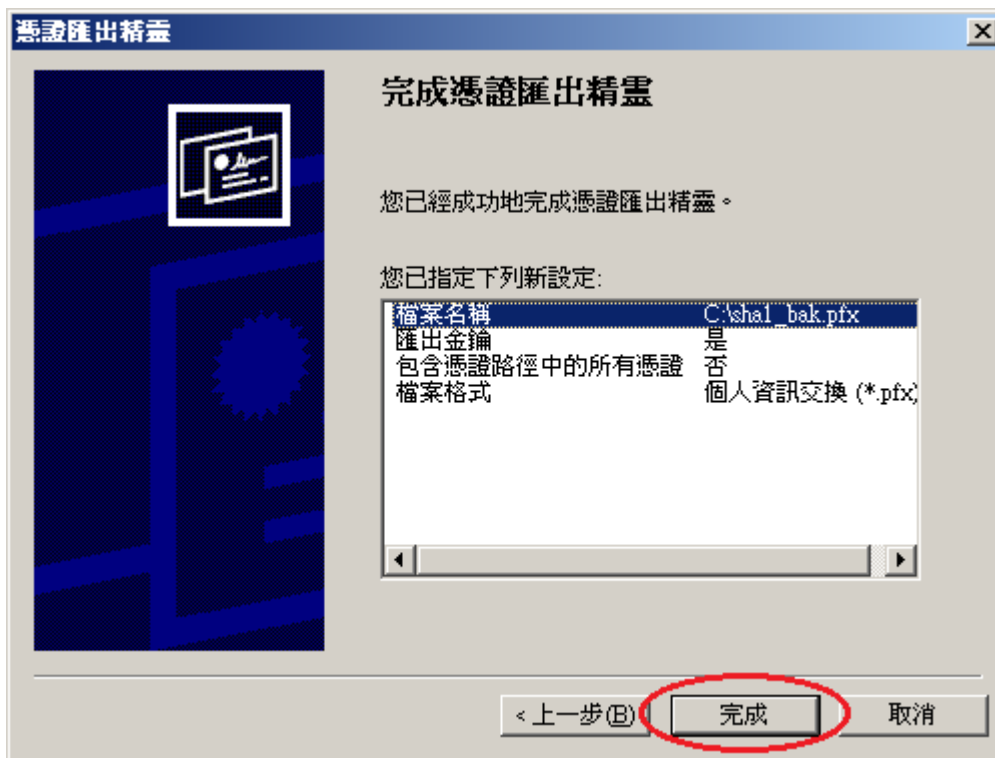 憑證匯出精靈
完成憑證匯出精靈
您已經成功地完成憑證匯出精靈。
您已指定下列新設定:
檔案名稱 C:\sha1_bak.pfx
匯出金鑰 是
包含憑證路徑中的所有憑證 否
檔案格式 個人資訊交換 (*.pfx)
< 上一步(B) 完成 取消